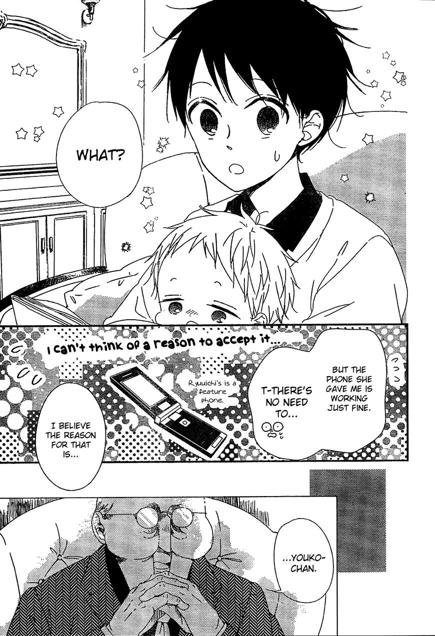 WHAT?
I can't think of a reason to accept it...
BUT THE
PHONE SHE
GAVE ME IS
WORKING
JUST FINE.
T-THERE'S
NO NEED
TO...
Ryuuichi's is a
feature
phone.
I BELIEVE
THE REASON
FOR THAT
IS...
...YOUKO-
CHAN.